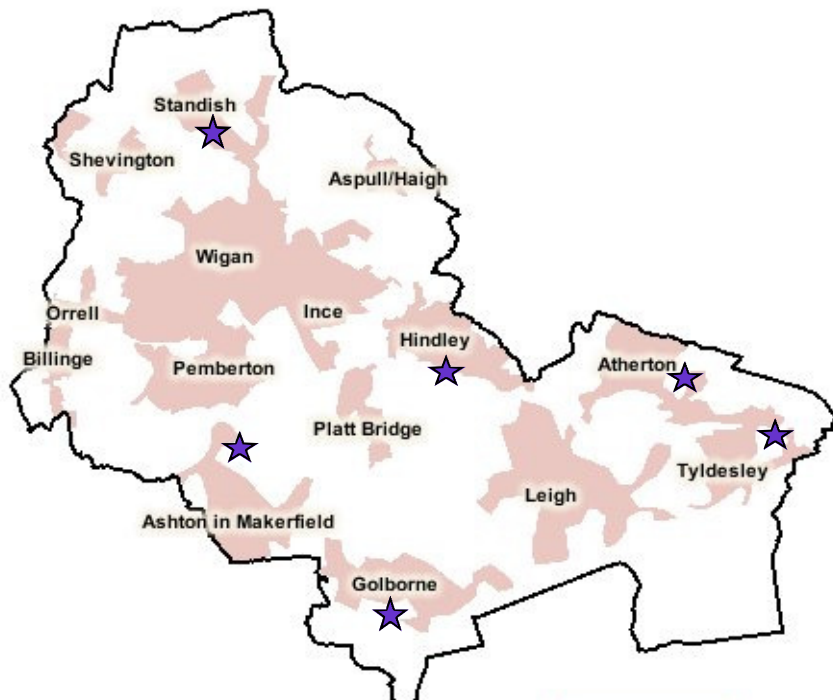 Standish
Shevington
Aspull/Haigh
Wigan
Orrell
Ince
Billinge
Hindley
Pemberton
Atherton
Platt Bridge
Tyldesley
Leigh
Ashton in Makerfield
Golborne